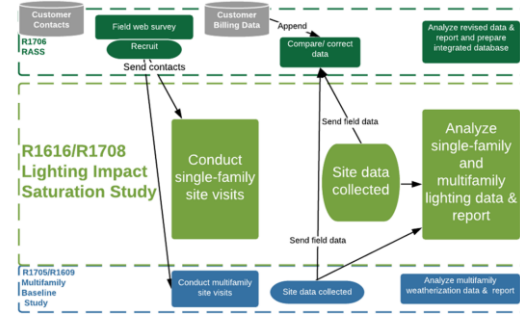 Customer
Contacts
Customer
Billing Data
Append
Field web survey
Recruit
Send contacts
R1706
RASS
Compare/ correct
data
Analyze revised data &
report and prepare
integrated database
R1616/R1708
Lighting Impact
Saturation Study
Conduct
single-family
site visits
Send field data
Site data
collected
Analyze
single-family
and
multifamily
lighting data &
report
Send field data
R1705/R1609
Multifamily
Baseline
Study
Conduct multifamily
site visits
Site data collected
Analyze multifamily
weatherization data & report